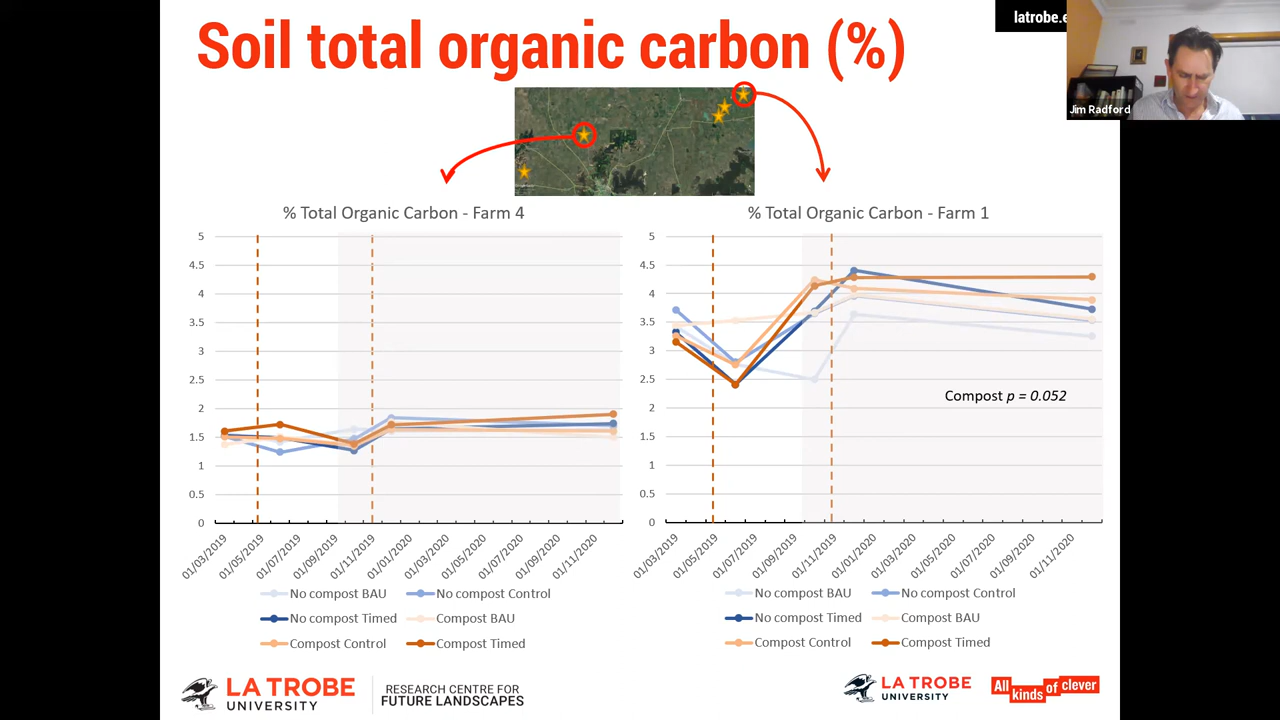 Soil total organic carbon (%)
latrobe.e
Jim Radford
% Total Organic Carbon - Farm 4
5
4.5
4
3.5
3
2.5
2
1.5
1
0.5
0
01/03/2019
01/05/2019
01/07/2019
01/09/2019
01/11/2019
01/01/2020
01/03/2020
01/05/2020
01/07/2020
01/09/2020
01/11/2020
No compost BAU
No compost Control
No compost Timed
Compost BAU
Compost Control
Compost Timed
% Total Organic Carbon - Farm 1
5
4.5
4
3.5
3
2.5
2
1.5
1
0.5
0
Compost p = 0.052
01/03/2019
01/05/2019
01/07/2019
01/09/2019
01/11/2019
01/01/2020
01/03/2020
01/05/2020
01/07/2020
01/09/2020
01/11/2020
No compost BAU
No compost Control
No compost Timed
Compost BAU
Compost Control
Compost Timed
LA TROBE
UNIVERSITY
RESEARCH CENTRE FOR
FUTURE LANDSCAPES
LA TROBE
UNIVERSITY
All kinds of clever